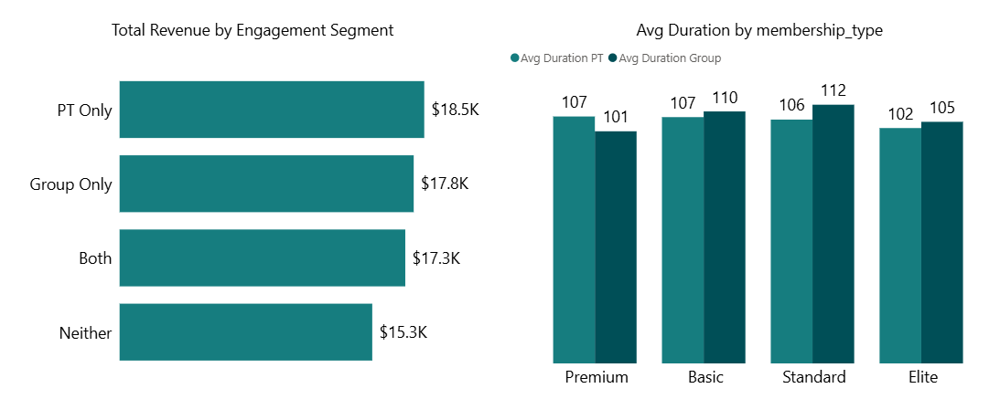 Total Revenue by Engagement Segment
PT Only
$18.5K
Group Only
$17.8K
Both
$17.3K
Neither
$15.3K
Avg Duration by membership_type
Avg Duration PT Avg Duration Group
107 101 107 110 106 112 102 105
Premium Basic Standard Elite